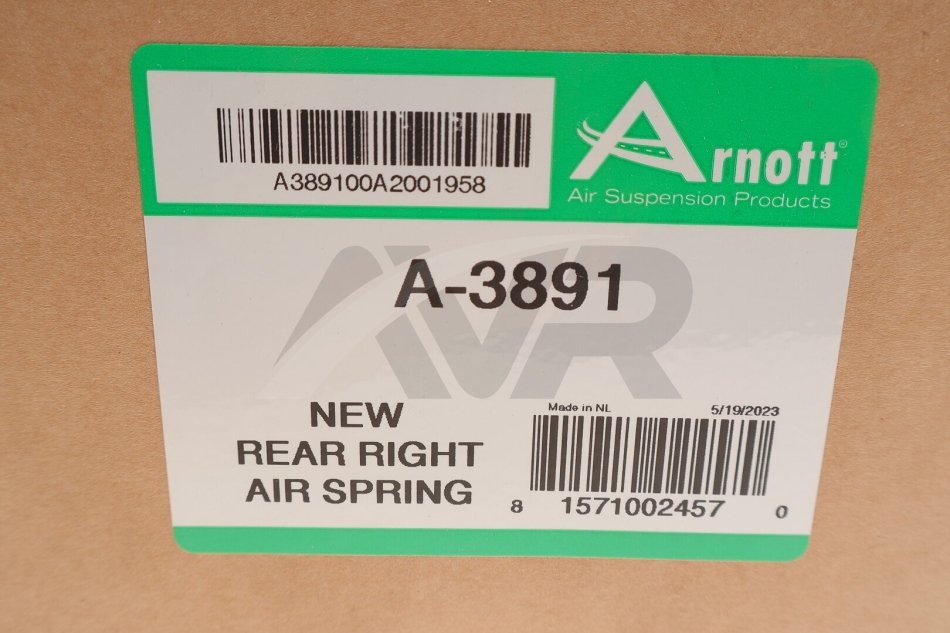 A389100A2001958
Arnott®
Air Suspension Products
A-3891
AVR
NEW
REAR RIGHT
AIR SPRING
Made in NL 5/19/2023
8 1571002457 0